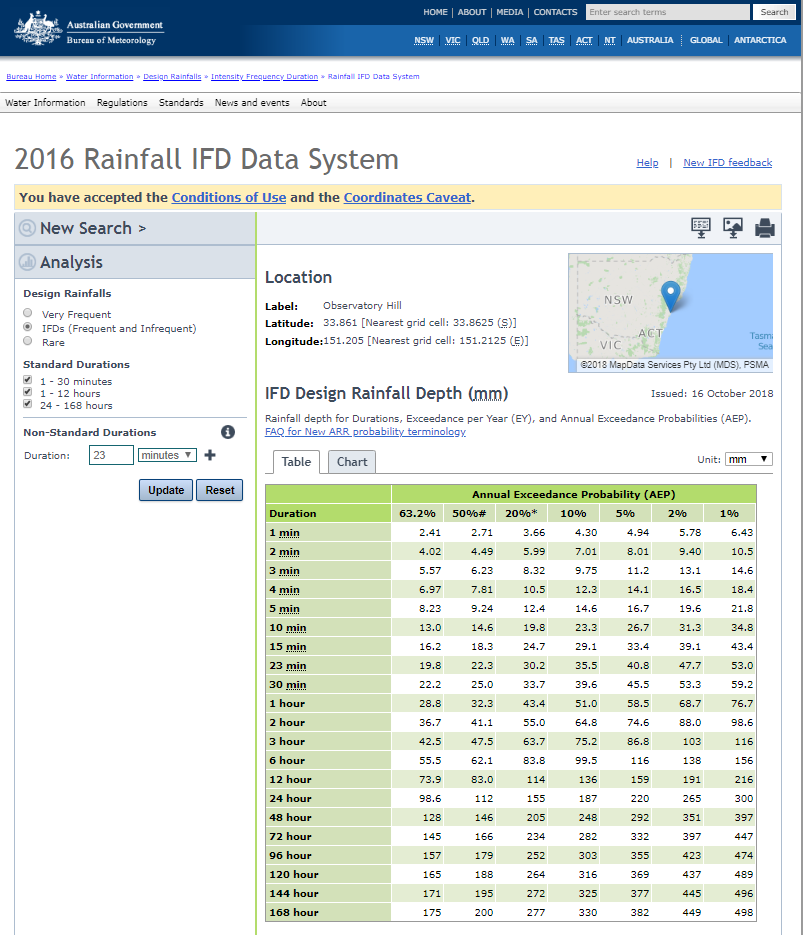 HOME | ABOUT | MEDIA | CONTACTS Enter search terms Search
Australian Government
Bureau of Meteorology
NSW VIC QLD WA SA TAS ACT NT AUSTRALIA GLOBAL ANTARCTICA
Bureau Home » Water Information » Design Rainfalls » Intensity Frequency Duration » Rainfall IFD Data System
Water Information Regulations Standards News and events About
2016 Rainfall IFD Data System
Help | New IFD feedback
You have accepted the Conditions of Use and the Coordinates Caveat.
New Search >
Analysis
Design Rainfalls
Very Frequent
IFDs (Frequent and Infrequent)
Rare
Standard Durations
1 - 30 minutes
1 - 12 hours
24 - 168 hours
Non-Standard Durations
Duration: 23 minutes
Update Reset
Location
Label: Observatory Hill
Latitude: 33.861 [Nearest grid cell: 33.8625 (S)]
Longitude:151.205 [Nearest grid cell: 151.2125 (E)]
NSW
ACT
VIC
Tasm
Sea
©2018 MapData Services Pty Ltd (MDS), PSMA
IFD Design Rainfall Depth (mm)
Issued: 16 October 2018
Rainfall depth for Durations, Exceedance per Year (EY), and Annual Exceedance Probabilities (AEP).
FAQ for New ARR probability terminology
Table Chart
Unit: mm
Annual Exceedance Probability (AEP)
Duration 63.2% 50%# 20%* 10% 5% 2% 1%
1 min 2.41 2.71 3.66 4.30 4.94 5.78 6.43
2 min 4.02 4.49 5.99 7.01 8.01 9.40 10.5
3 min 5.57 6.23 8.32 9.75 11.2 13.1 14.6
4 min 6.97 7.81 10.5 12.3 14.1 16.5 18.4
5 min 8.23 9.24 12.4 14.6 16.7 19.6 21.8
10 min 13.0 14.6 19.8 23.3 26.7 31.3 34.8
15 min 16.2 18.3 24.7 29.1 33.4 39.1 43.4
23 min 19.8 22.3 30.2 35.5 40.8 47.7 53.0
30 min 22.2 25.0 33.7 39.6 45.5 53.3 59.2
1 hour 28.8 32.3 43.4 51.0 58.5 68.7 76.7
2 hour 36.7 41.1 55.0 64.8 74.6 88.0 98.6
3 hour 42.5 47.5 63.7 75.2 86.8 103 116
6 hour 55.5 62.1 83.8 99.5 116 138 156
12 hour 73.9 83.0 114 136 159 191 216
24 hour 98.6 112 155 187 220 265 300
48 hour 128 146 205 248 292 351 397
72 hour 145 166 234 282 332 397 447
96 hour 157 179 252 303 355 423 474
120 hour 165 188 264 316 369 437 489
144 hour 171 195 272 325 377 445 496
168 hour 175 200 277 330 382 449 498